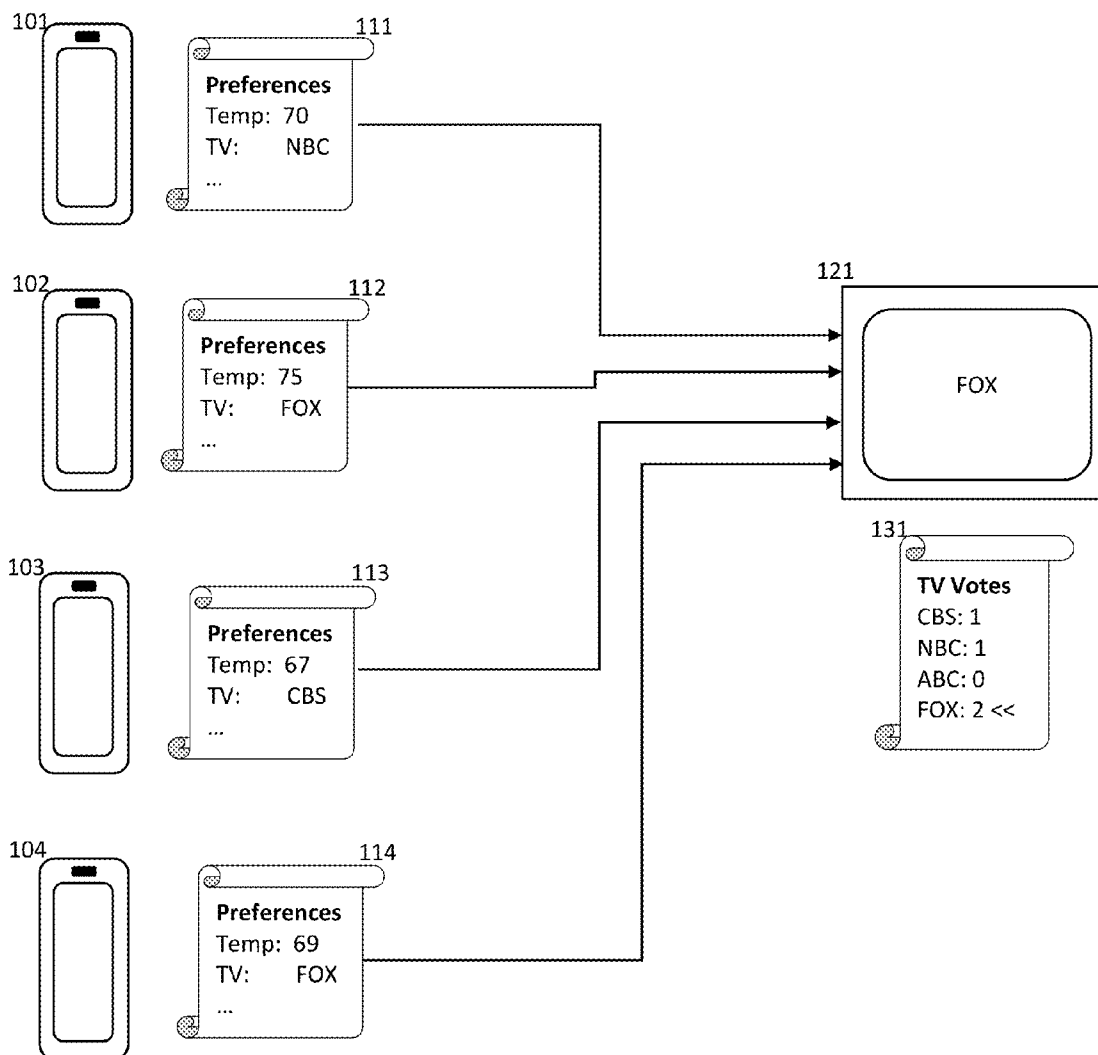 101
111
Preferences
Temp: 70
TV: NBC
...
102
112
Preferences
Temp: 75
TV: FOX
...
121
FOX
103
113
Preferences
Temp: 67
TV: CBS
...
131
TV Votes
CBS: 1
NBC: 1
ABC: 0
FOX: 2 <<
104
114
Preferences
Temp: 69
TV: FOX
...